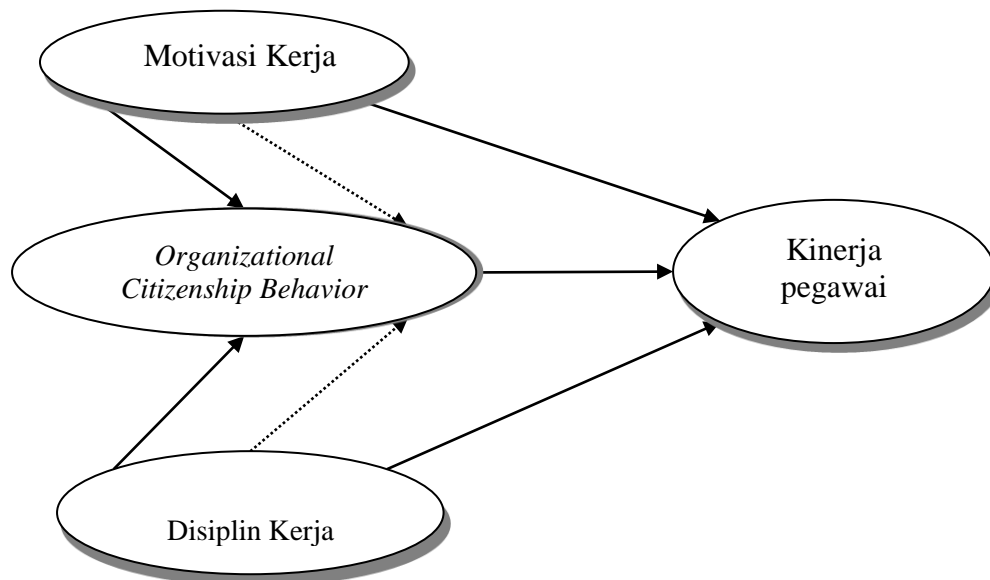 Motivasi Kerja
Organizational
Citizenship Behavior
Kinerja
pegawai
Disiplin Kerja